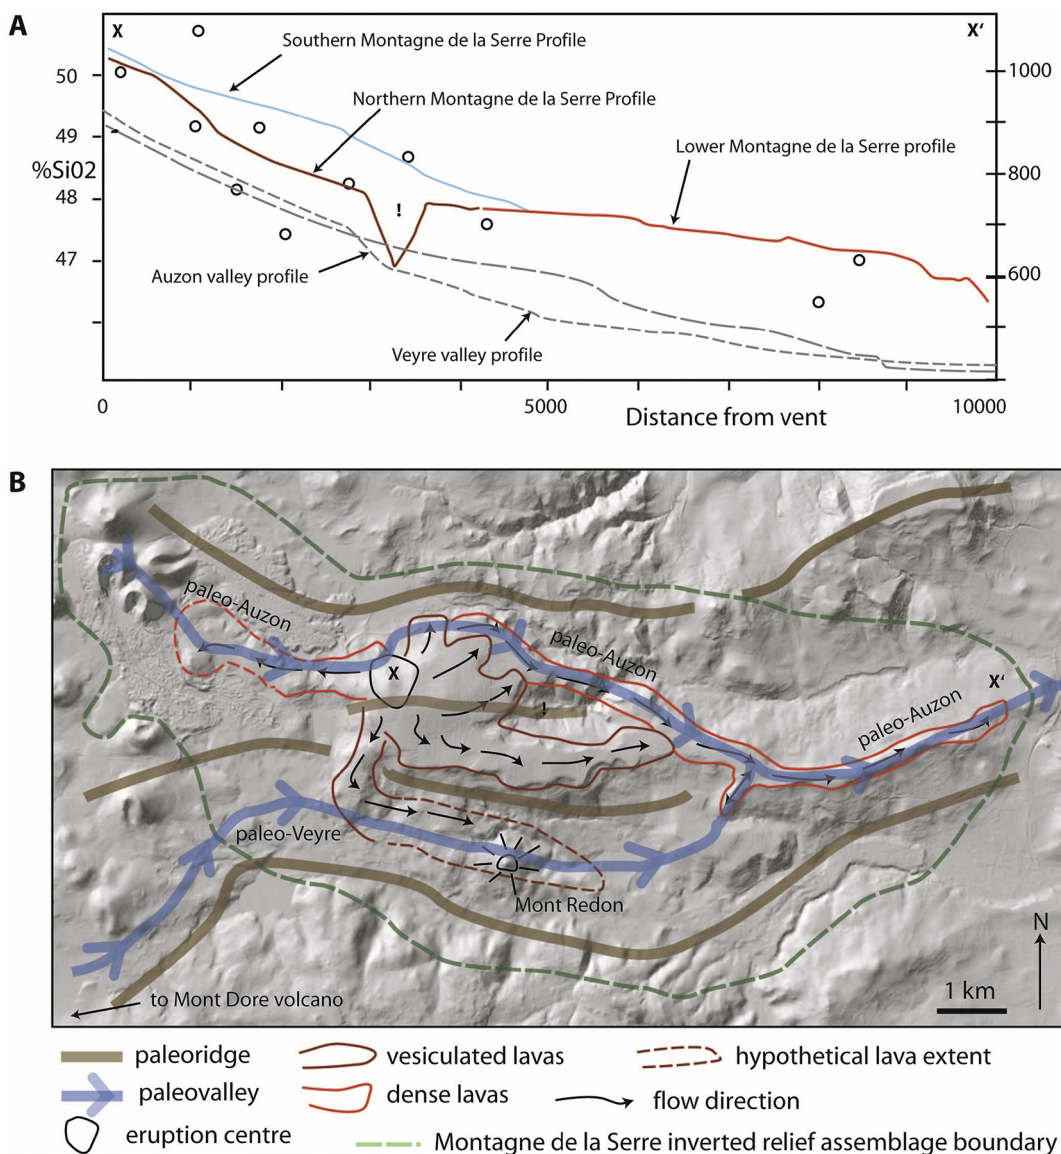 A
X
X'
Southern Montagne de la Serre Profile
Northern Montagne de la Serre Profile
Lower Montagne de la Serre profile
50
49
%Si02
48
47
1000
800
600
!
Auzon valley profile
Veyre valley profile
0
5000
10000
Distance from vent
B
paleo-Auzon
paleo-Auzon
X
X'
!
paleo-Auzon
paleo-Veyre
Mont Redon
N
to Mont Dore volcano
1 km
paleoridge
vesiculated lavas
hypothetical lava extent
paleovalley
dense lavas
flow direction
eruption centre
Montagne de la Serre inverted relief assemblage boundary